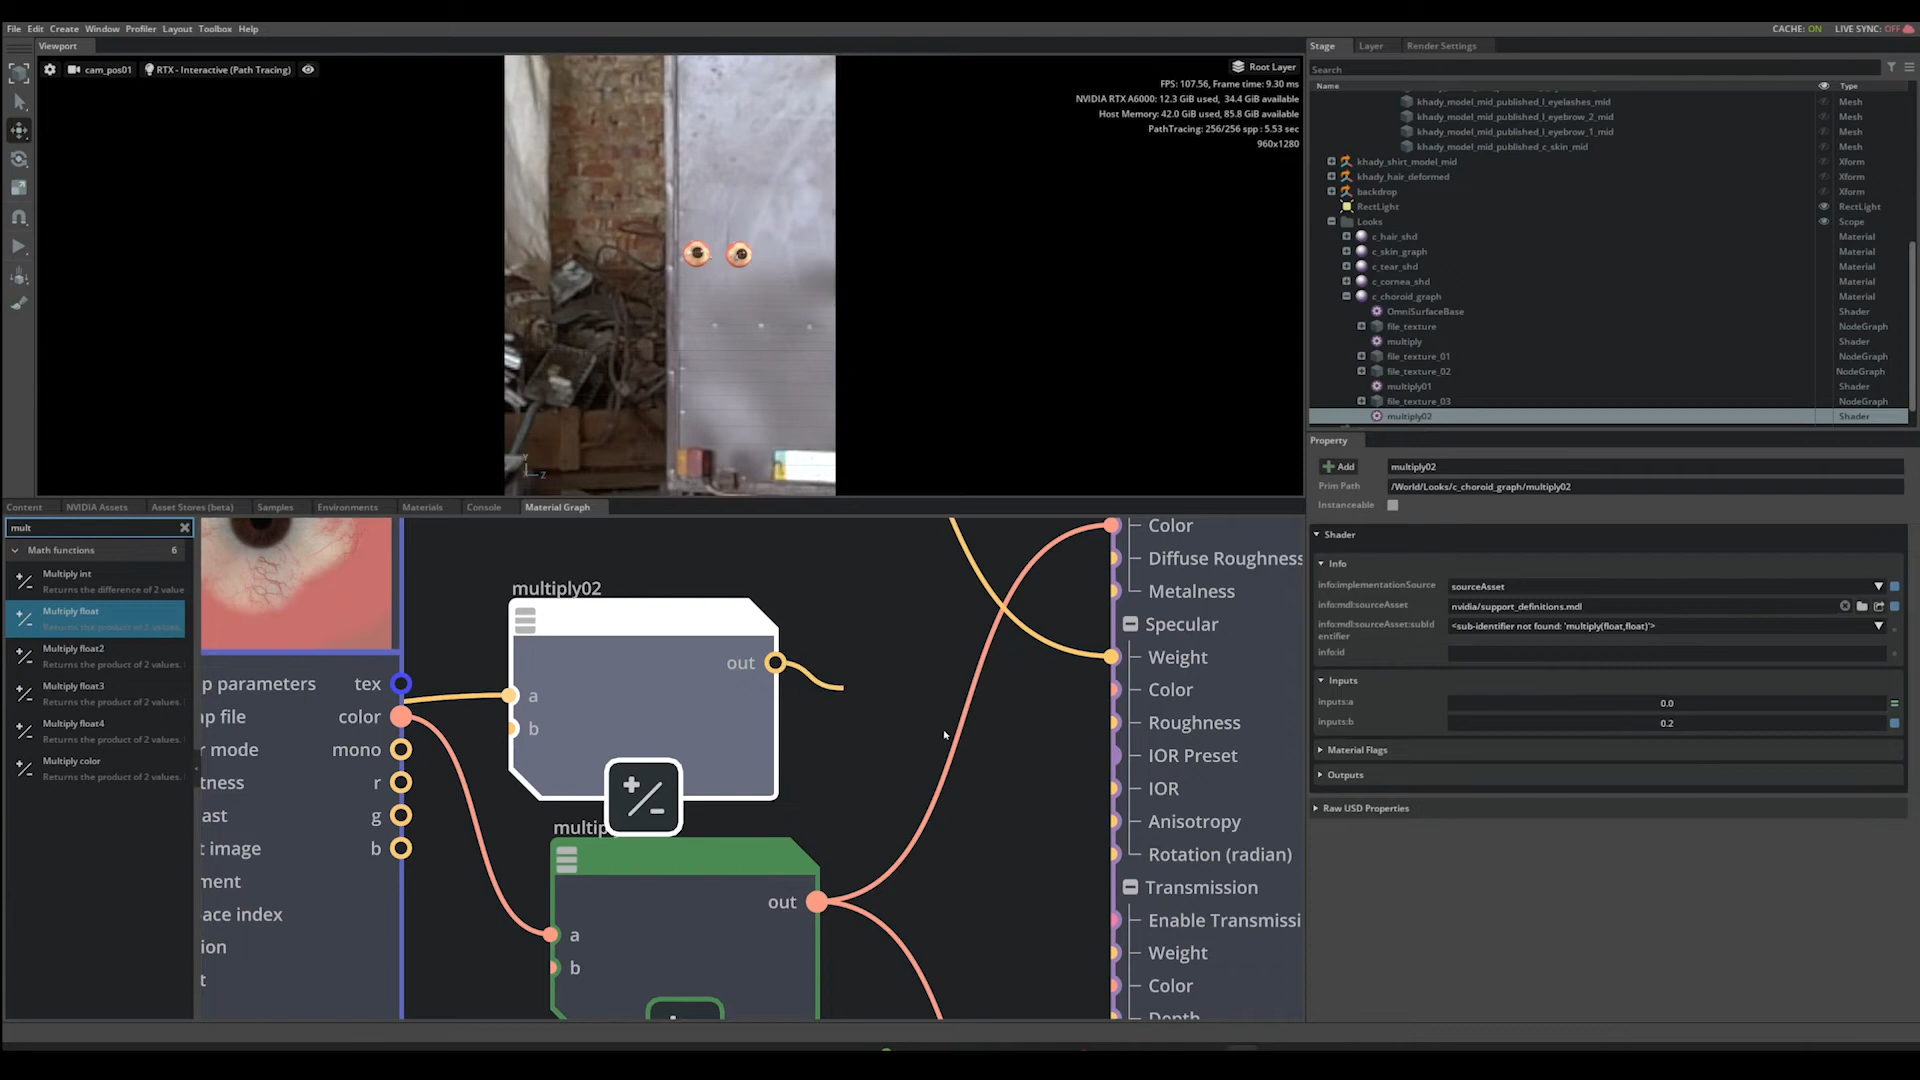 File Edit Create Window Profiler Layout Toolbox Help
CACHE: ON LIVE SYNC: OFF
Viewport
cam_pos01 RTX - Interactive (Path Tracing)
Root Layer
FPS: 107.56, Frame time: 9.30 ms
NVIDIA RTX A6000: 12.3 GiB used, 34.4 GiB available
Host Memory: 42.0 GiB used, 85.8 GiB available
PathTracing: 256/256 spp : 5.53 sec
960x1280
Y
Z
Stage Layer Render Settings
Search
Name Type
khady_model_mid_published_l_eyelashes_mid Mesh
khady_model_mid_published_l_eyebrow_2_mid Mesh
khady_model_mid_published_l_eyebrow_1_mid Mesh
khady_model_mid_published_c_skin_mid Mesh
khady_shirt_model_mid Xform
khady_hair_deformed Xform
backdrop Xform
RectLight RectLight
Looks Scope
c_hair_shd Material
c_skin_graph Material
c_tear_shd Material
c_cornea_shd Material
c_choroid_graph Material
OmniSurfaceBase Shader
file_texture NodeGraph
multiply Shader
file_texture_01 NodeGraph
file_texture_02 NodeGraph
multiply01 Shader
file_texture_03 NodeGraph
multiply02 Shader
Property
Add multiply02
Prim Path /World/Looks/c_choroid_graph/multiply02
Instanceable
Shader
Info
info:implementationSource sourceAsset
info:mdl:sourceAsset nvidia/support_definitions.mdl
info:mdl:sourceAsset:subId
entifier
<sub-identifier not found: 'multiply(float,float)'>
info:id
Inputs
inputs:a 0.0
inputs:b 0.2
Material Flags
Outputs
Raw USD Properties
Content NVIDIA Assets Asset Stores (beta) Samples Environments Materials Console Material Graph
mult
Math functions 6
Multiply int
Returns the difference of 2 value
Multiply float
Returns the product of 2 values.
Multiply float2
Returns the product of 2 values.
Multiply float3
Returns the product of 2 values.
Multiply float4
Returns the product of 2 values.
Multiply color
Returns the product of 2 values.
p parameters tex
ap file color
r mode mono
tness r
ast g
t image b
ment
ace index
ion
t
multiply02
out
a
b
multip
out
a
b
Color
Diffuse Roughness
Metalness
Specular
Weight
Color
Roughness
IOR Preset
IOR
Anisotropy
Rotation (radian)
Transmission
Enable Transmissi
Weight
Color
Depth